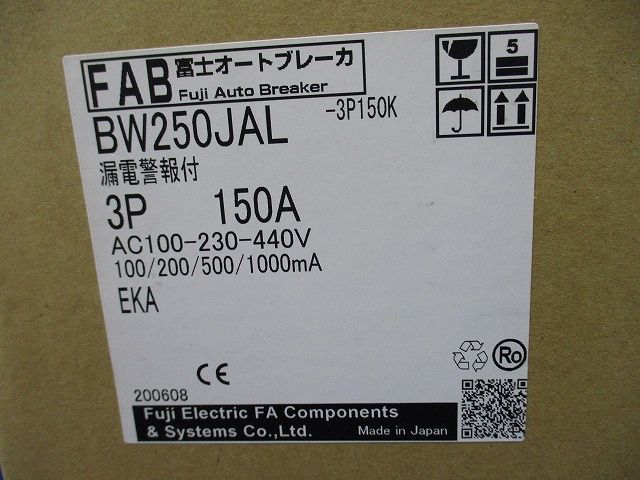 FAB 富士オートブレーカ
Fuji Auto Breaker
5
BW250JAL -3P150K
漏電警報付
3P 150A
AC100-230-440V
100/200/500/1000mA
EKA
Ro
CE
200608
Fuji Electric FA Components
& Systems Co.,Ltd. Made in Japan